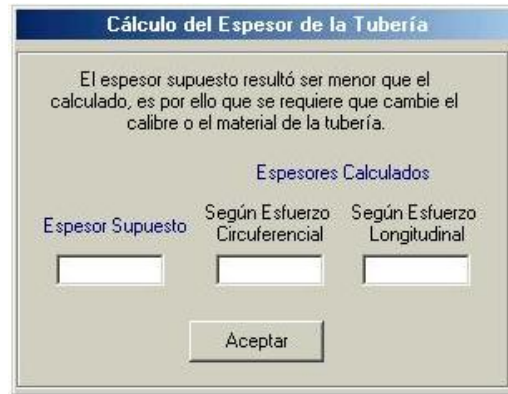 Cálculo del Espesor de la Tubería
El espesor supuesto resultó ser menor que el
calculado, es por ello que se requiere que cambie el
calibre o el material de la tubería.
Espesores Calculados
Espesor Supuesto
Según Esfuerzo
Circuferencial
Según Esfuerzo
Longitudinal
Aceptar